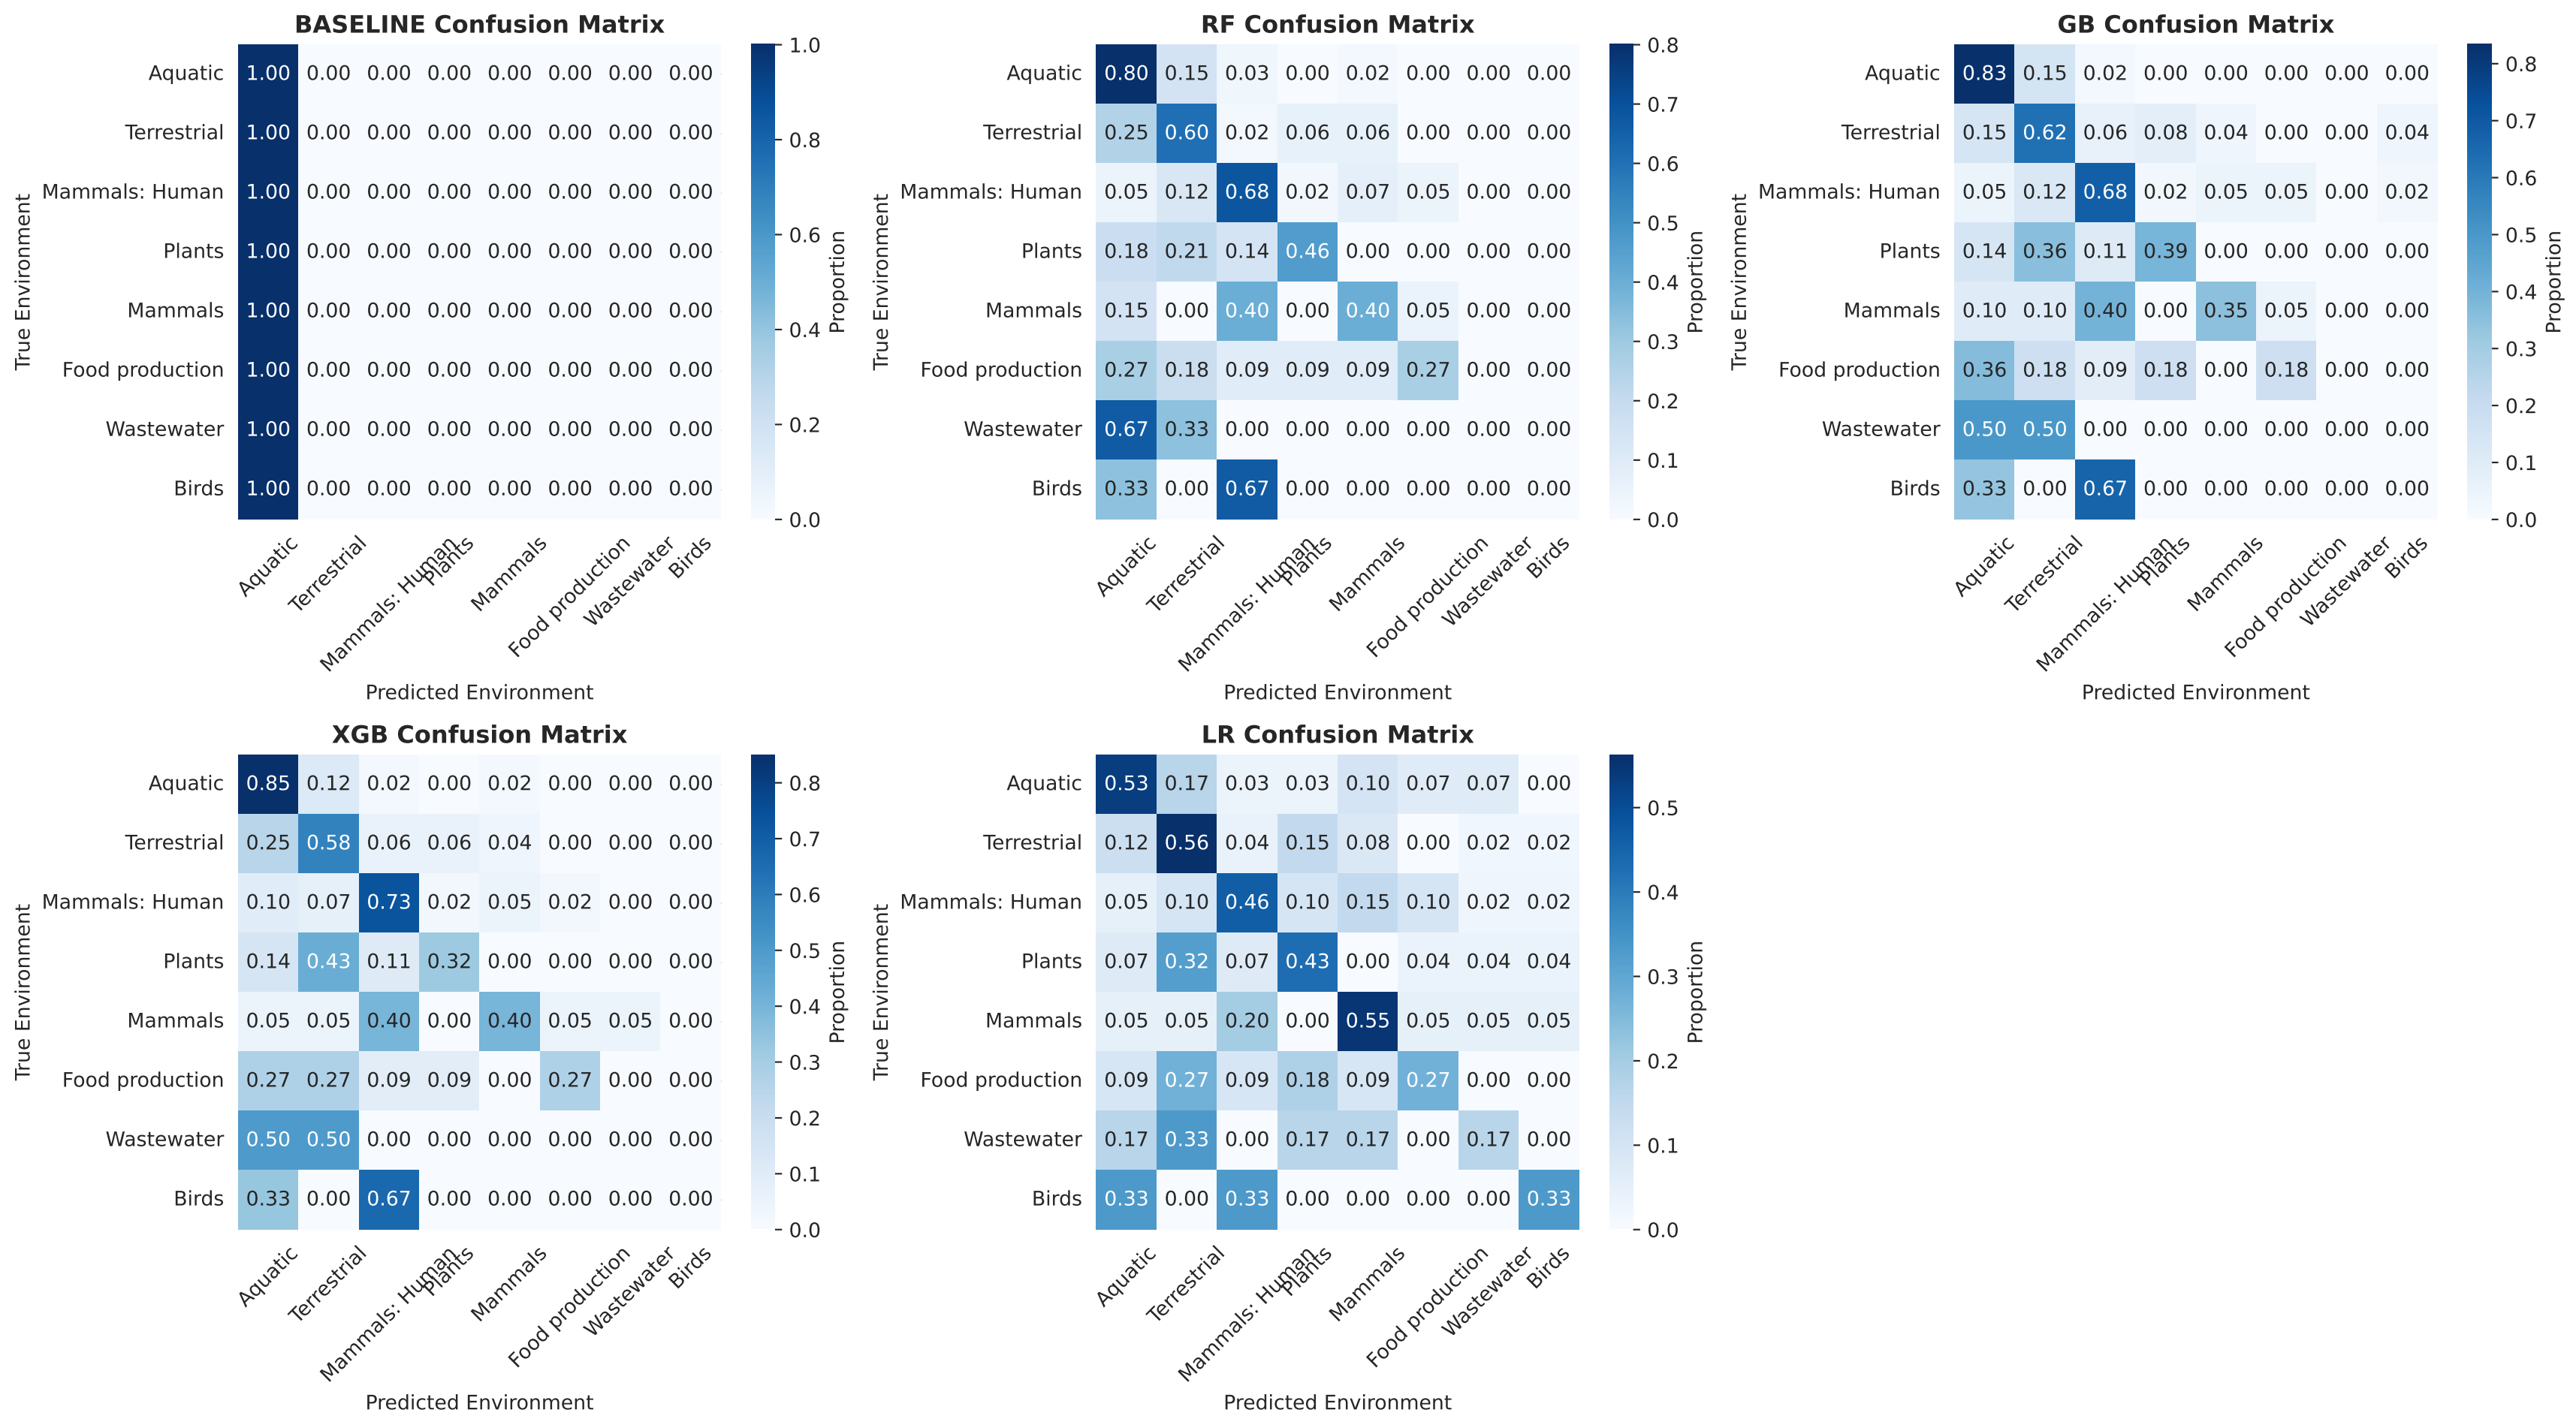 BASELINE Confusion Matrix
RF Confusion Matrix
GB Confusion Matrix
True Environment
Aquatic 1.00 0.00 0.00 0.00 0.00 0.00 0.00 0.00
Terrestrial 1.00 0.00 0.00 0.00 0.00 0.00 0.00 0.00
Mammals: Human 1.00 0.00 0.00 0.00 0.00 0.00 0.00 0.00
Plants 1.00 0.00 0.00 0.00 0.00 0.00 0.00 0.00
Mammals 1.00 0.00 0.00 0.00 0.00 0.00 0.00 0.00
Food production 1.00 0.00 0.00 0.00 0.00 0.00 0.00 0.00
Wastewater 1.00 0.00 0.00 0.00 0.00 0.00 0.00 0.00
Birds 1.00 0.00 0.00 0.00 0.00 0.00 0.00 0.00
1.0
0.8
0.6
0.4
0.2
0.0
Proportion
Aquatic Terrestrial Mammals: Human Plants Mammals Food production Wastewater Birds
Predicted Environment
True Environment
Aquatic 0.80 0.15 0.03 0.00 0.02 0.00 0.00 0.00
Terrestrial 0.25 0.60 0.02 0.06 0.06 0.00 0.00 0.00
Mammals: Human 0.05 0.12 0.68 0.02 0.07 0.05 0.00 0.00
Plants 0.18 0.21 0.14 0.46 0.00 0.00 0.00 0.00
Mammals 0.15 0.00 0.40 0.00 0.40 0.05 0.00 0.00
Food production 0.27 0.18 0.09 0.09 0.09 0.27 0.00 0.00
Wastewater 0.67 0.33 0.00 0.00 0.00 0.00 0.00 0.00
Birds 0.33 0.00 0.67 0.00 0.00 0.00 0.00 0.00
0.8
0.7
0.6
0.5
0.4
0.3
0.2
0.1
0.0
Proportion
Aquatic Terrestrial Mammals: Human Plants Mammals Food production Wastewater Birds
Predicted Environment
True Environment
Aquatic 0.83 0.15 0.02 0.00 0.00 0.00 0.00 0.00
Terrestrial 0.15 0.62 0.06 0.08 0.04 0.00 0.00 0.04
Mammals: Human 0.05 0.12 0.68 0.02 0.05 0.05 0.00 0.02
Plants 0.14 0.36 0.11 0.39 0.00 0.00 0.00 0.00
Mammals 0.10 0.10 0.40 0.00 0.35 0.05 0.00 0.00
Food production 0.36 0.18 0.09 0.18 0.00 0.18 0.00 0.00
Wastewater 0.50 0.50 0.00 0.00 0.00 0.00 0.00 0.00
Birds 0.33 0.00 0.67 0.00 0.00 0.00 0.00 0.00
0.8
0.7
0.6
0.5
0.4
0.3
0.2
0.1
0.0
Proportion
Aquatic Terrestrial Mammals: Human Plants Mammals Food production Wastewater Birds
Predicted Environment
XGB Confusion Matrix
LR Confusion Matrix
True Environment
Aquatic 0.85 0.12 0.02 0.00 0.02 0.00 0.00 0.00
Terrestrial 0.25 0.58 0.06 0.06 0.04 0.00 0.00 0.00
Mammals: Human 0.10 0.07 0.73 0.02 0.05 0.02 0.00 0.00
Plants 0.14 0.43 0.11 0.32 0.00 0.00 0.00 0.00
Mammals 0.05 0.05 0.40 0.00 0.40 0.05 0.05 0.00
Food production 0.27 0.27 0.09 0.09 0.00 0.27 0.00 0.00
Wastewater 0.50 0.50 0.00 0.00 0.00 0.00 0.00 0.00
Birds 0.33 0.00 0.67 0.00 0.00 0.00 0.00 0.00
0.8
0.7
0.6
0.5
0.4
0.3
0.2
0.1
0.0
Proportion
Aquatic Terrestrial Mammals: Human Plants Mammals Food production Wastewater Birds
Predicted Environment
True Environment
Aquatic 0.53 0.17 0.03 0.03 0.10 0.07 0.07 0.00
Terrestrial 0.12 0.56 0.04 0.15 0.08 0.00 0.02 0.02
Mammals: Human 0.05 0.10 0.46 0.10 0.15 0.10 0.02 0.02
Plants 0.07 0.32 0.07 0.43 0.00 0.04 0.04 0.04
Mammals 0.05 0.05 0.20 0.00 0.55 0.05 0.05 0.05
Food production 0.09 0.27 0.09 0.18 0.09 0.27 0.00 0.00
Wastewater 0.17 0.33 0.00 0.17 0.17 0.00 0.17 0.00
Birds 0.33 0.00 0.33 0.00 0.00 0.00 0.00 0.33
0.5
0.4
0.3
0.2
0.1
0.0
Proportion
Aquatic Terrestrial Mammals: Human Plants Mammals Food production Wastewater Birds
Predicted Environment